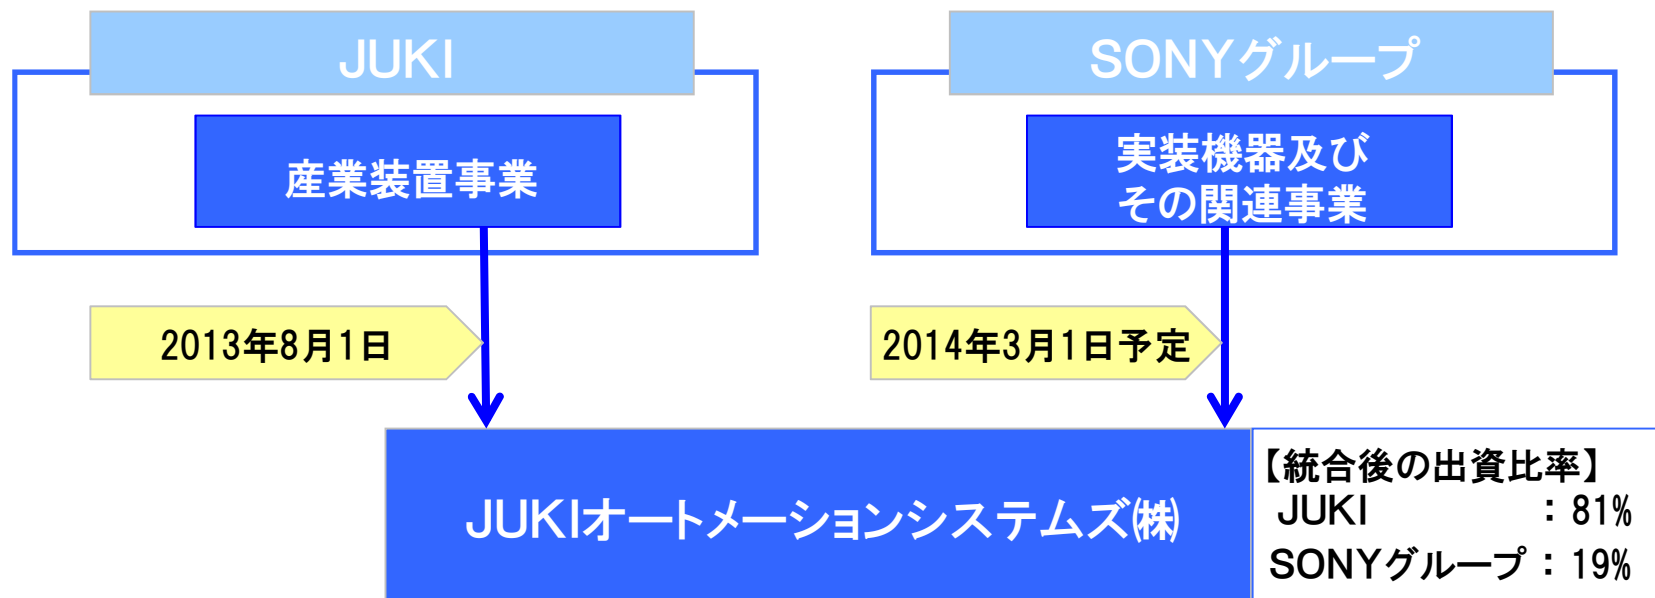 JUKI
SONYグループ
産業装置事業
実装機器及び
その関連事業
2013年8月1日
2014年3月1日予定
JUKIオートメーションシステムズ㈱
【統合後の出資比率】
JUKI ：81%
SONYグループ：19%